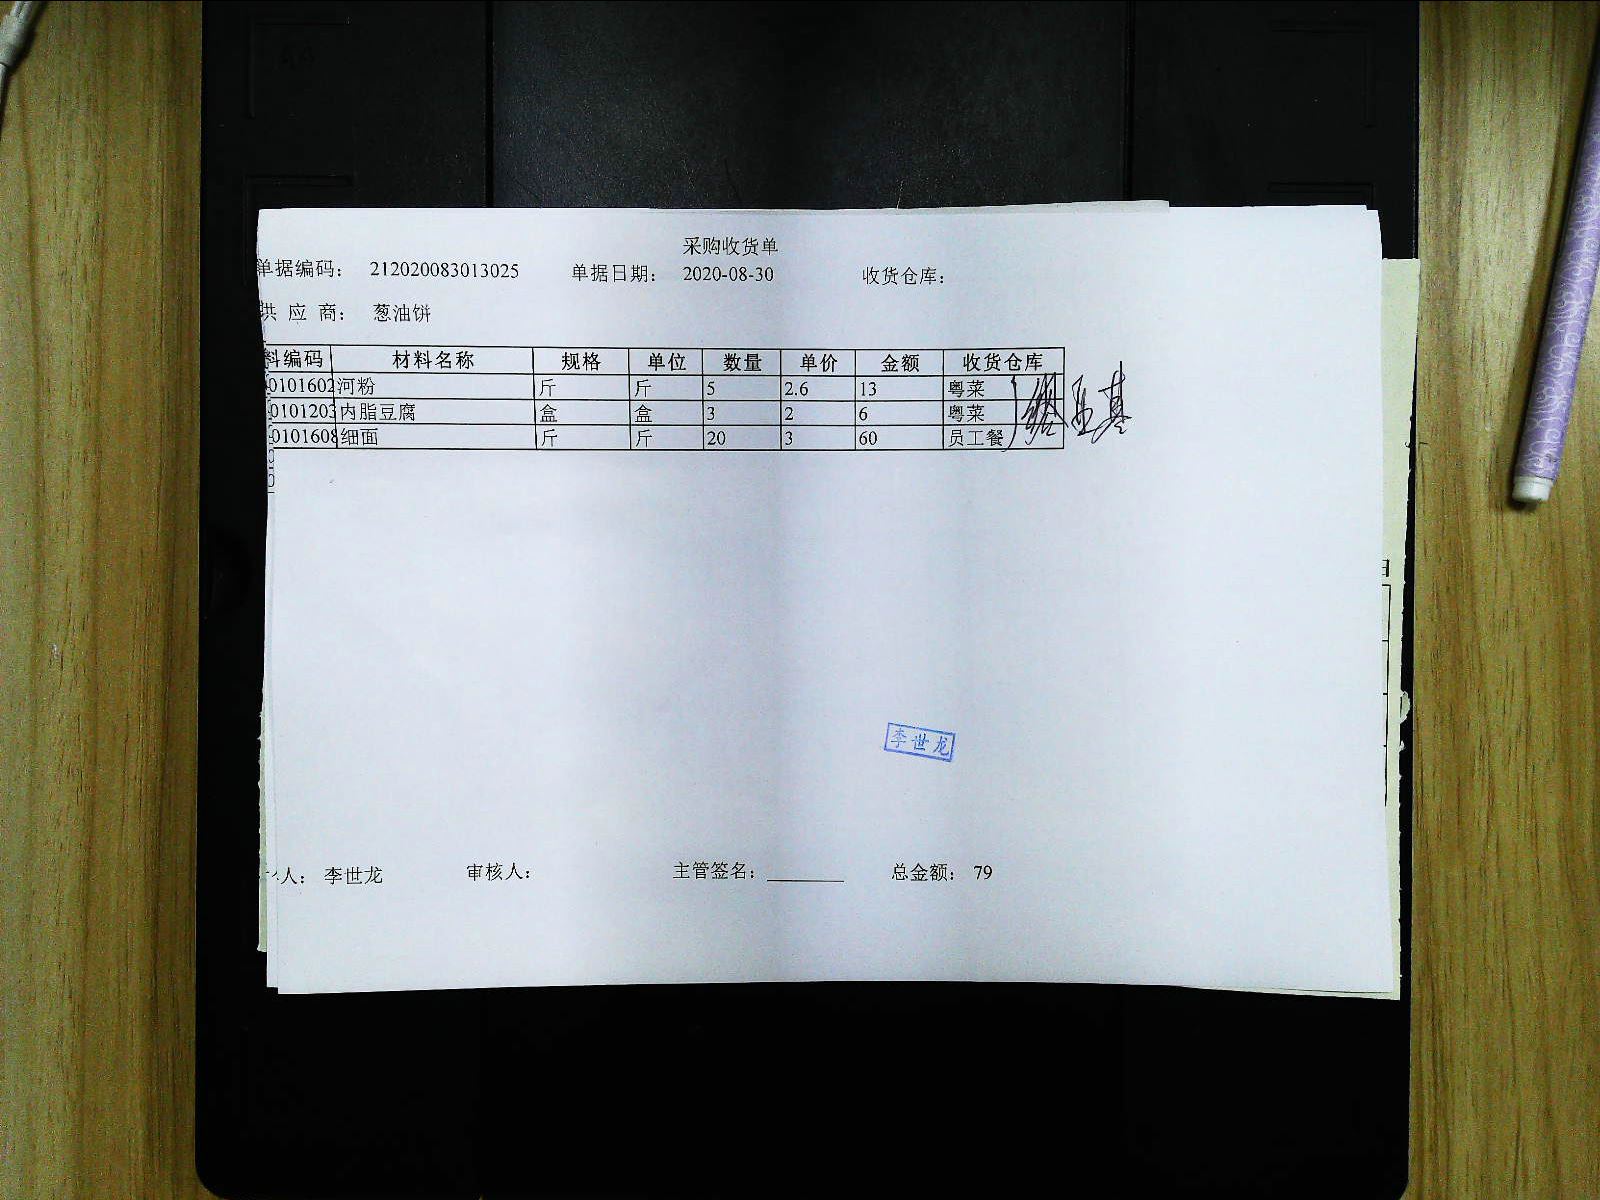 采购收货单
单据编码： 212020083013025 单据日期： 2020-08-30 收货仓库：
供 应 商： 葱油饼
料编码 材料名称 规格 单位 数量 单价 金额 收货仓库
0101602 河粉 斤 斤 5 2.6 13 粤菜
0101203 内脂豆腐 盒 盒 3 2 6 粤菜
0101608 细面 斤 斤 20 3 60 员工餐
李世龙
人： 李世龙 审核人： 主管签名： 总金额： 79